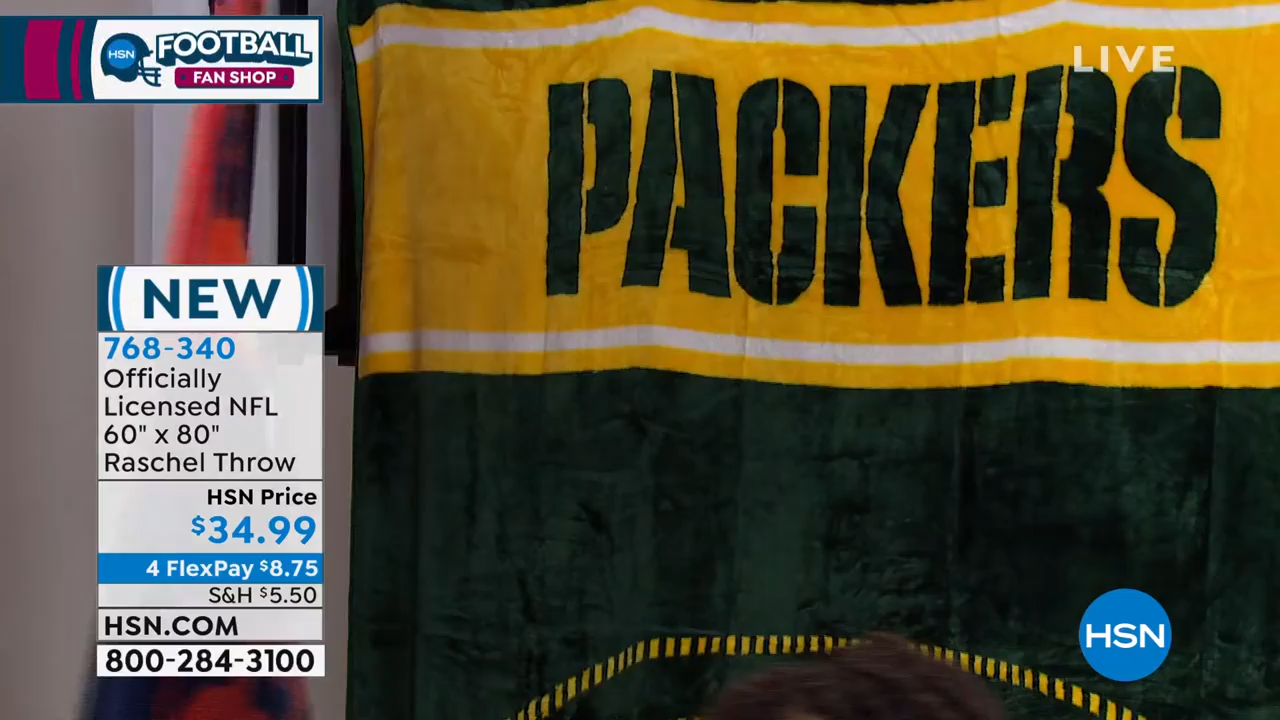 HSN
FOOTBALL
FAN SHOP
LIVE
PACKERS
NEW
768-340
Officially
Licensed NFL
60" x 80"
Raschel Throw
HSN Price
$34.99
4 FlexPay $8.75
S&H $5.50
HSN.COM
800-284-3100
HSN